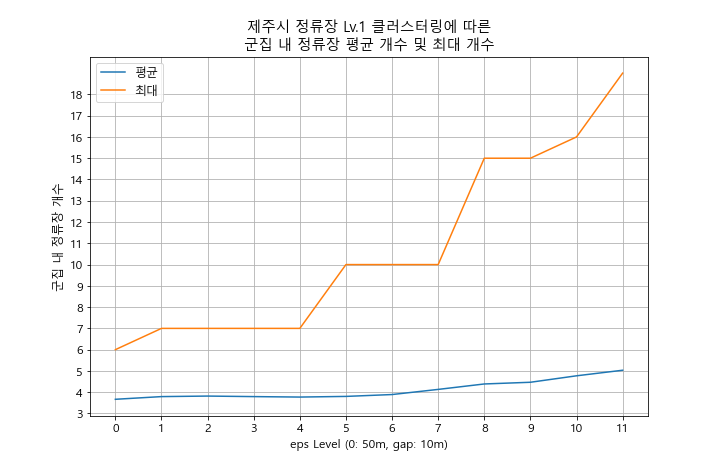 제주시 정류장 Lv.1 클러스터링에 따른
군집 내 정류장 평균 개수 및 최대 개수
평균
최대
군집 내 정류장 개수
18
17
16
15
14
13
12
11
10
9
8
7
6
5
4
3
0 1 2 3 4 5 6 7 8 9 10 11
eps Level (0: 50m, gap: 10m)